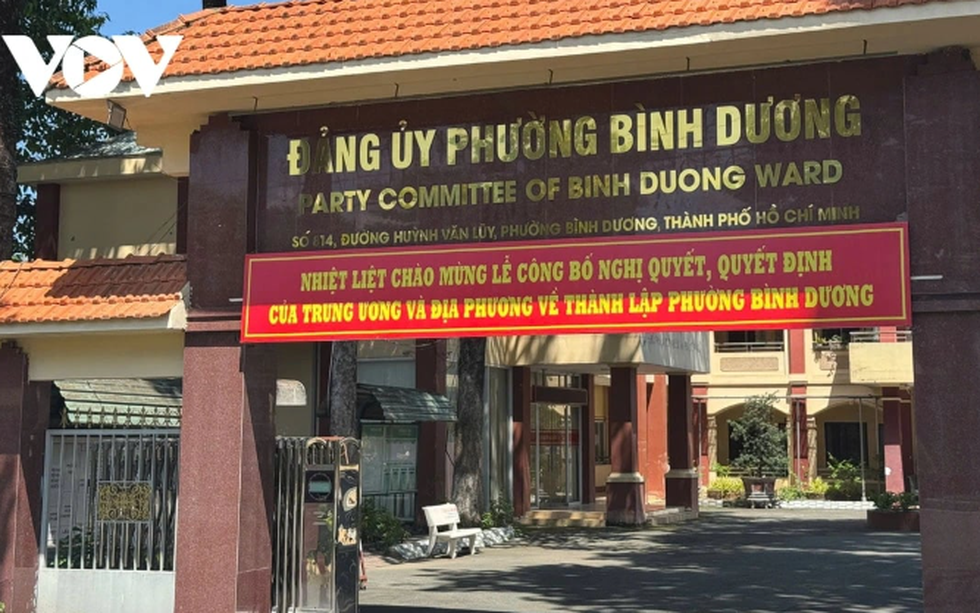 VOV
ĐẢNG ỦY PHƯỜNG BÌNH DƯƠNG
PARTY COMMITTEE OF BINH DUONG WARD
SỐ 814, ĐƯỜNG HUỲNH VĂN LŨY, PHƯỜNG BÌNH DƯƠNG, THÀNH PHỐ HỒ CHÍ MINH
NHIỆT LIỆT CHÀO MỪNG LỄ CÔNG BỐ NGHỊ QUYẾT, QUYẾT ĐỊNH
CỦA TRUNG ƯƠNG VÀ ĐỊA PHƯƠNG VỀ THÀNH LẬP PHƯỜNG BÌNH DƯƠNG